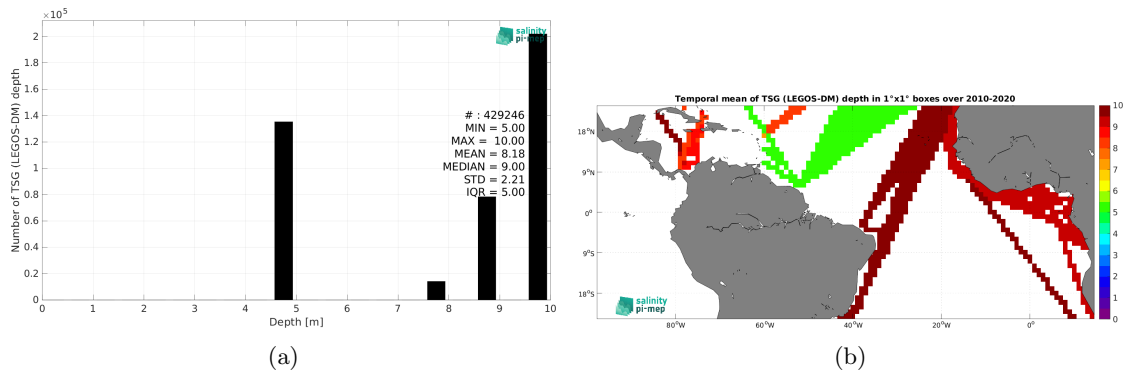 ×10⁵
salinity
pi-mep
2
1.8
1.6
1.4
1.2
1
0.8
0.6
0.4
0.2
0
Number of TSG (LEGOS-DM) depth
# : 429246
MIN = 5.00
MAX = 10.00
MEAN = 8.18
MEDIAN = 9.00
STD = 2.21
IQR = 5.00
0 1 2 3 4 5 6 7 8 9 10
Depth [m]
(a)
Temporal mean of TSG (LEGOS-DM) depth in 1°x1° boxes over 2010-2020
18°N
9°N
0°
9°S
18°S
80°W 60°W 40°W 20°W 0°
salinity
pi-mep
10
9
8
7
6
5
4
3
2
1
0
(b)